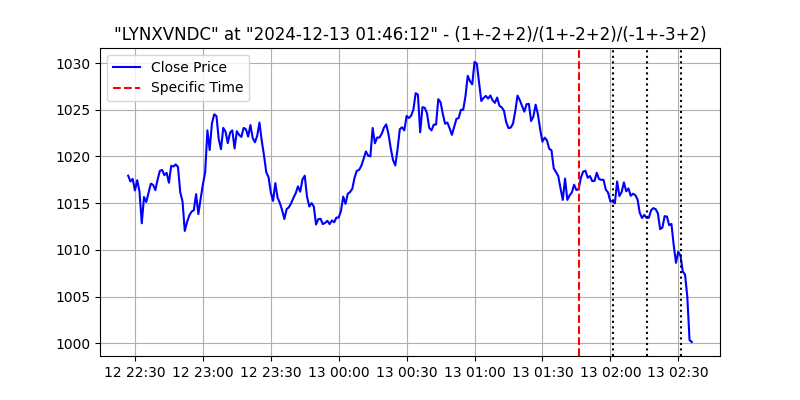 "LYNXVNDC" at "2024-12-13 01:46:12" - (1+-2+2)/(1+-2+2)/(-1+-3+2)
Close Price
Specific Time
1030
1025
1020
1015
1010
1005
1000
12 22:30 12 23:00 12 23:30 13 00:00 13 00:30 13 01:00 13 01:30 13 02:00 13 02:30